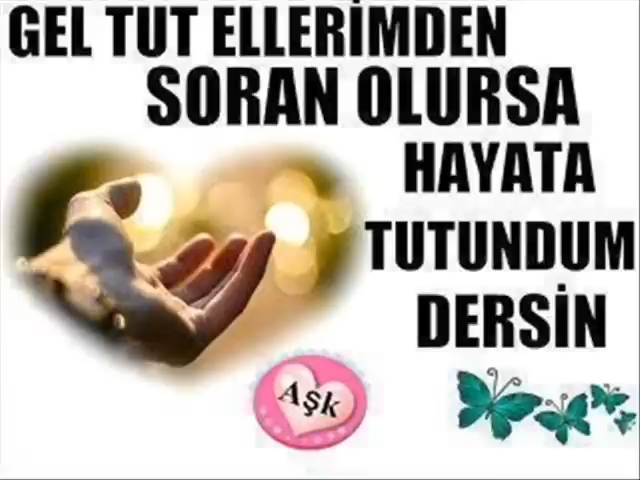 GEL TUT ELLERİMDEN
SORAN OLURSA
HAYATA
TUTUNDUM
DERSİN
Aşk